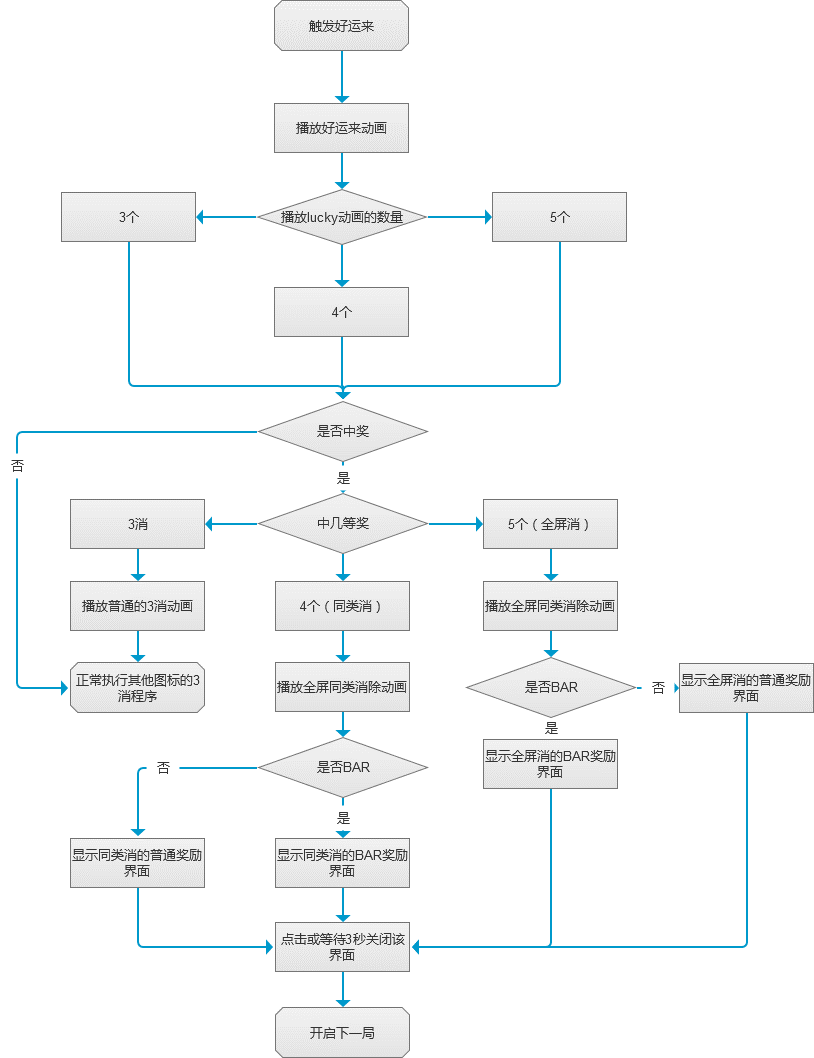 触发好运来
播放好运来动画
3个
播放lucky动画的数量
5个
4个
是否中奖
否
是
3消
中几等奖
5个（全屏消）
播放普通的3消动画
4个（同类消）
播放全屏同类消除动画
正常执行其他图标的3
消程序
播放全屏同类消除动画
是否BAR
否
显示全屏消的普通奖励
界面
是
显示全屏消的BAR奖励
界面
否
是否BAR
是
显示同类消的普通奖励
界面
显示同类消的BAR奖励
界面
点击或等待3秒关闭该
界面
开启下一局